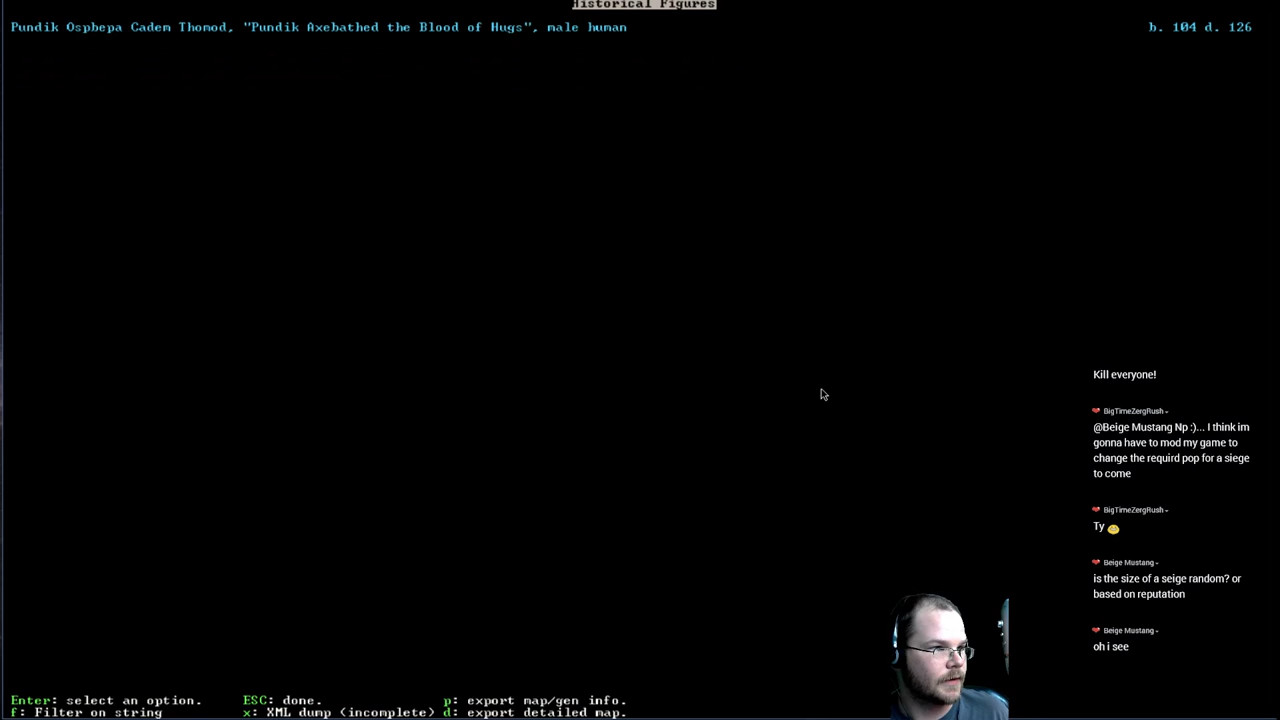 Historical Figures
Pundik Ospbepa Cadem Thomod, "Pundik Axebathed the Blood of Hugs", male human b. 104 d. 126
Kill everyone!
BigTimeZergRush
@Beige Mustang Np :)... I think im
gonna have to mod my game to
change the requird pop for a siege
to come
BigTimeZergRush
Ty
Beige Mustang
is the size of a seige random? or
based on reputation
Beige Mustang
oh i see
Enter: select an option. ESC: done. p: export map/gen info.
f: Filter on string x: XML dump (incomplete) d: export detailed map.